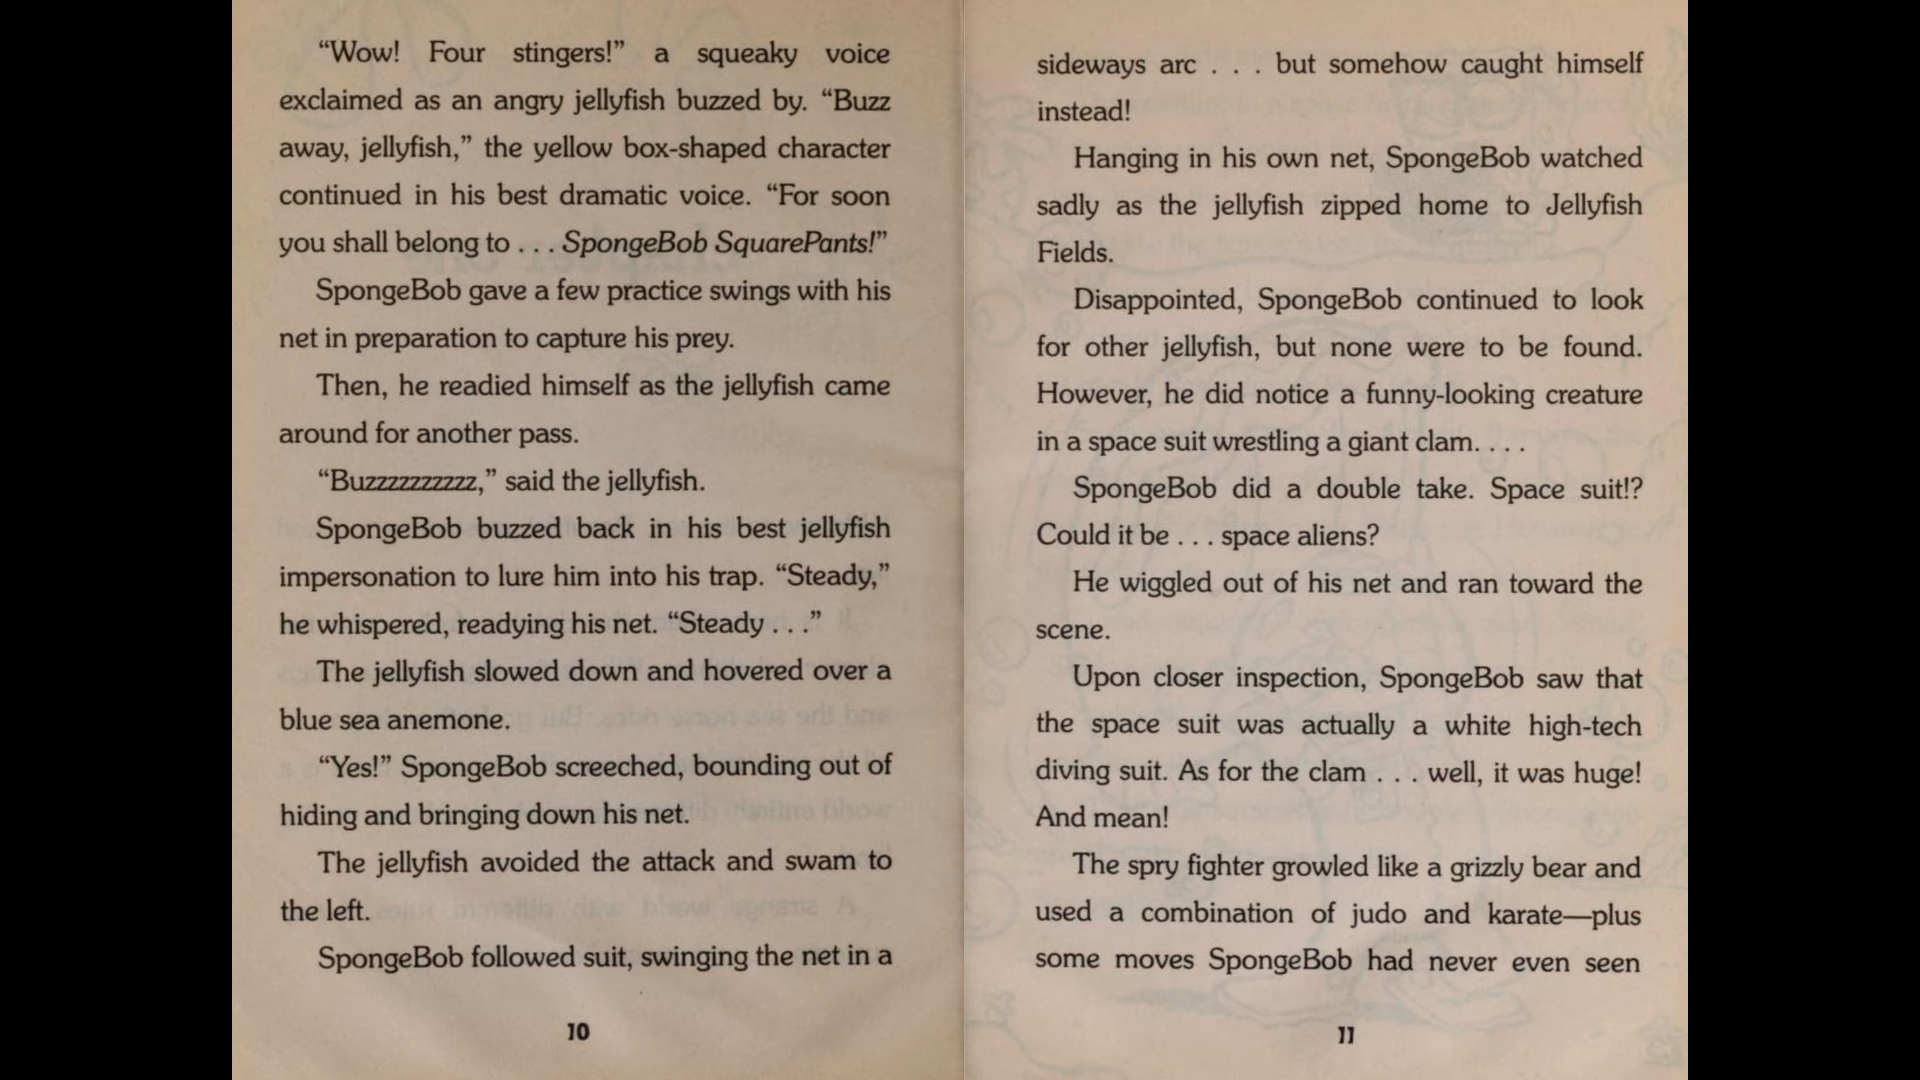 “Wow! Four stingers!” a squeaky voice
exclaimed as an angry jellyfish buzzed by. “Buzz
away, jellyfish,” the yellow box-shaped character
continued in his best dramatic voice. “For soon
you shall belong to . . . SpongeBob SquarePants!”
SpongeBob gave a few practice swings with his
net in preparation to capture his prey.
Then, he readied himself as the jellyfish came
around for another pass.
“Buzzzzzzzzzzz,” said the jellyfish.
SpongeBob buzzed back in his best jellyfish
impersonation to lure him into his trap. “Steady,”
he whispered, readying his net. “Steady . . .”
The jellyfish slowed down and hovered over a
blue sea anemone.
“Yes!” SpongeBob screeched, bounding out of
hiding and bringing down his net.
The jellyfish avoided the attack and swam to
the left.
SpongeBob followed suit, swinging the net in a
10
sideways arc . . . but somehow caught himself
instead!
Hanging in his own net, SpongeBob watched
sadly as the jellyfish zipped home to Jellyfish
Fields.
Disappointed, SpongeBob continued to look
for other jellyfish, but none were to be found.
However, he did notice a funny-looking creature
in a space suit wrestling a giant clam. . . .
SpongeBob did a double take. Space suit!?
Could it be . . . space aliens?
He wiggled out of his net and ran toward the
scene.
Upon closer inspection, SpongeBob saw that
the space suit was actually a white high-tech
diving suit. As for the clam . . . well, it was huge!
And mean!
The spry fighter growled like a grizzly bear and
used a combination of judo and karate—plus
some moves SpongeBob had never even seen
11